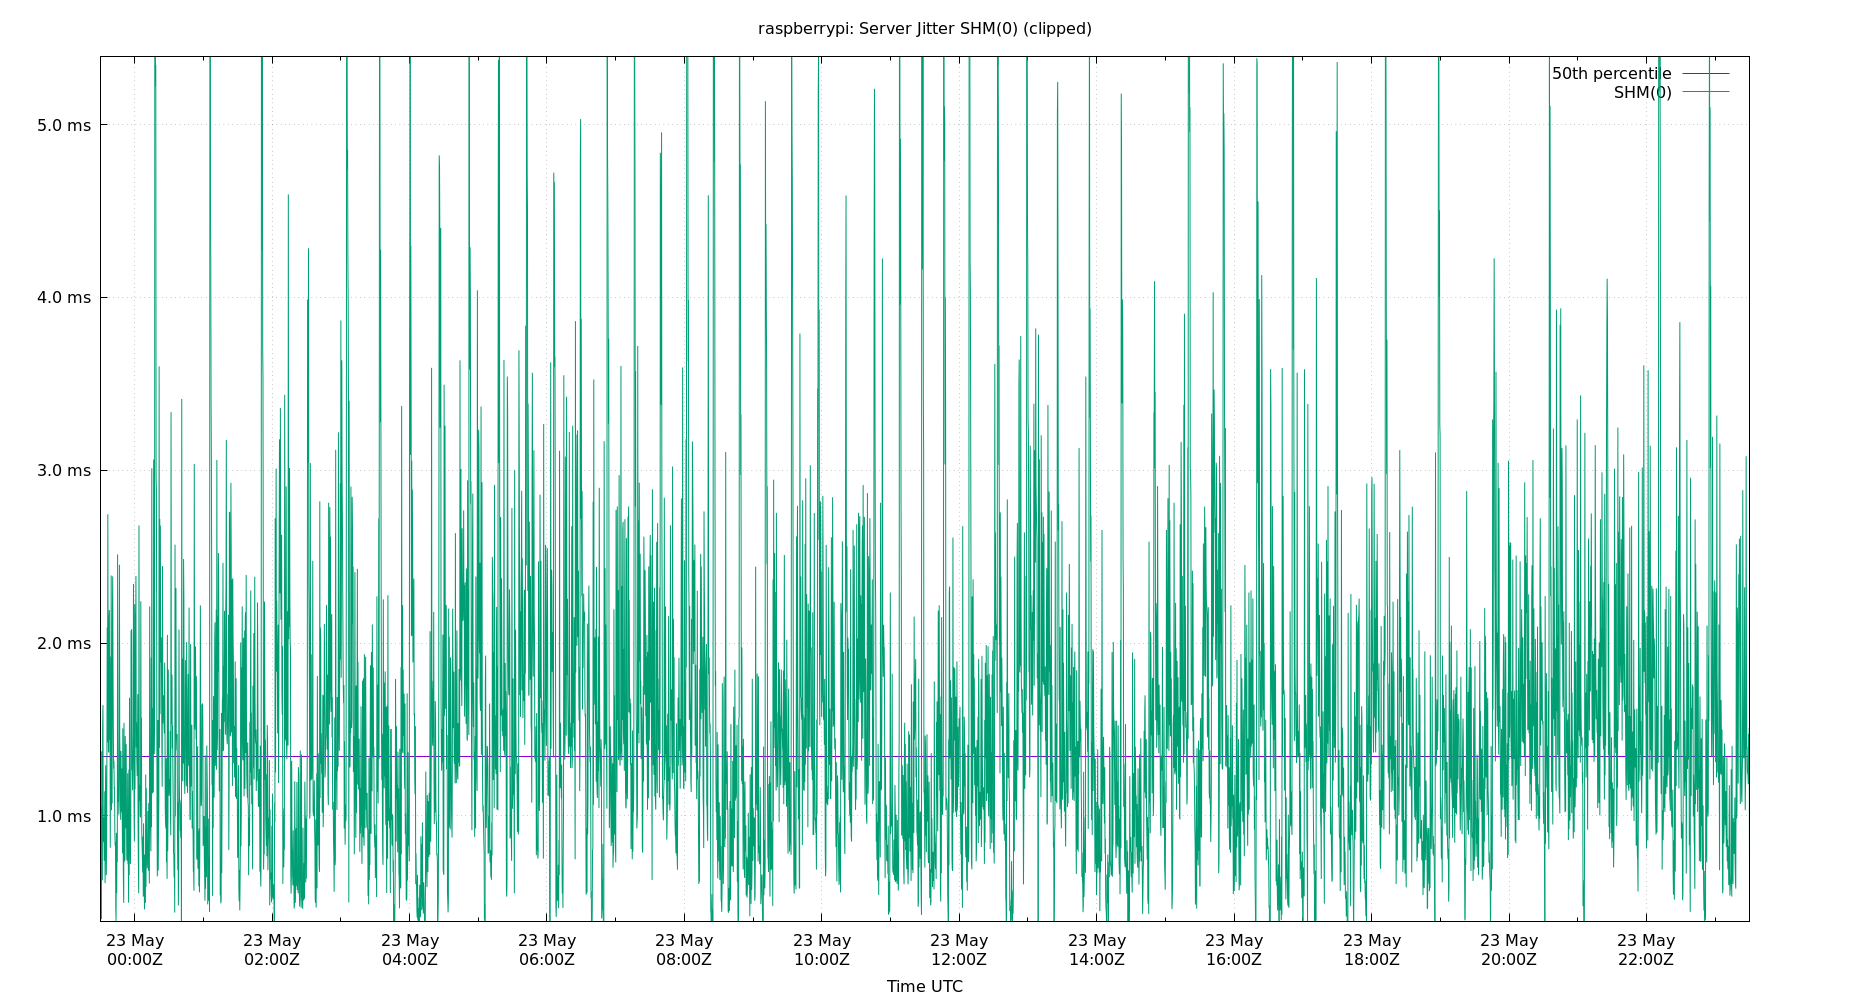 raspberrypi: Server Jitter SHM(0) (clipped)
50th percentile
SHM(0)
5.0 ms
4.0 ms
3.0 ms
2.0 ms
1.0 ms
23 May 23 May 23 May 23 May 23 May 23 May 23 May 23 May 23 May 23 May 23 May 23 May
00:00Z 02:00Z 04:00Z 06:00Z 08:00Z 10:00Z 12:00Z 14:00Z 16:00Z 18:00Z 20:00Z 22:00Z
Time UTC